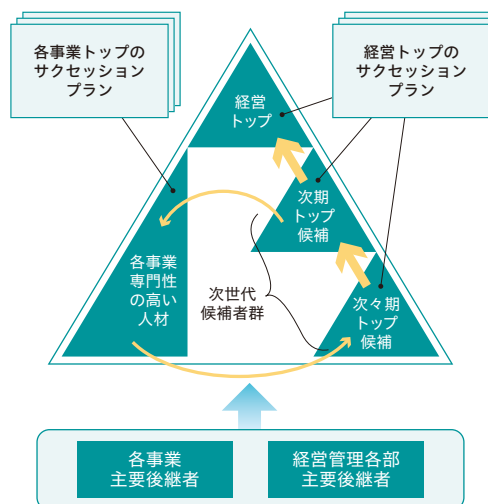 各事業トップの
サクセッション
プラン
経営トップの
サクセッション
プラン
経営
トップ
次期
トップ
候補
各事業
専門性
の高い
人材
次世代
候補者群
次々期
トップ
候補
各事業
主要後継者
経営管理各部
主要後継者